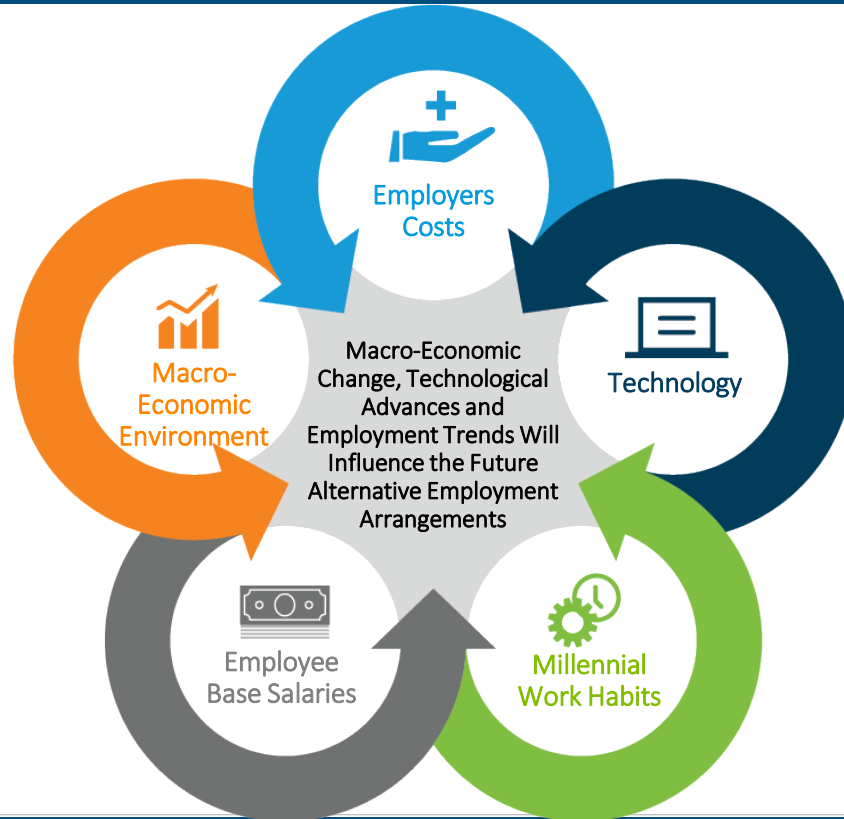 Employers
Costs
Macro-
Economic
Environment
Macro-Economic
Change, Technological
Advances and
Employment Trends Will
Influence the Future
Alternative Employment
Arrangements
Technology
Employee
Base Salaries
Millennial
Work Habits